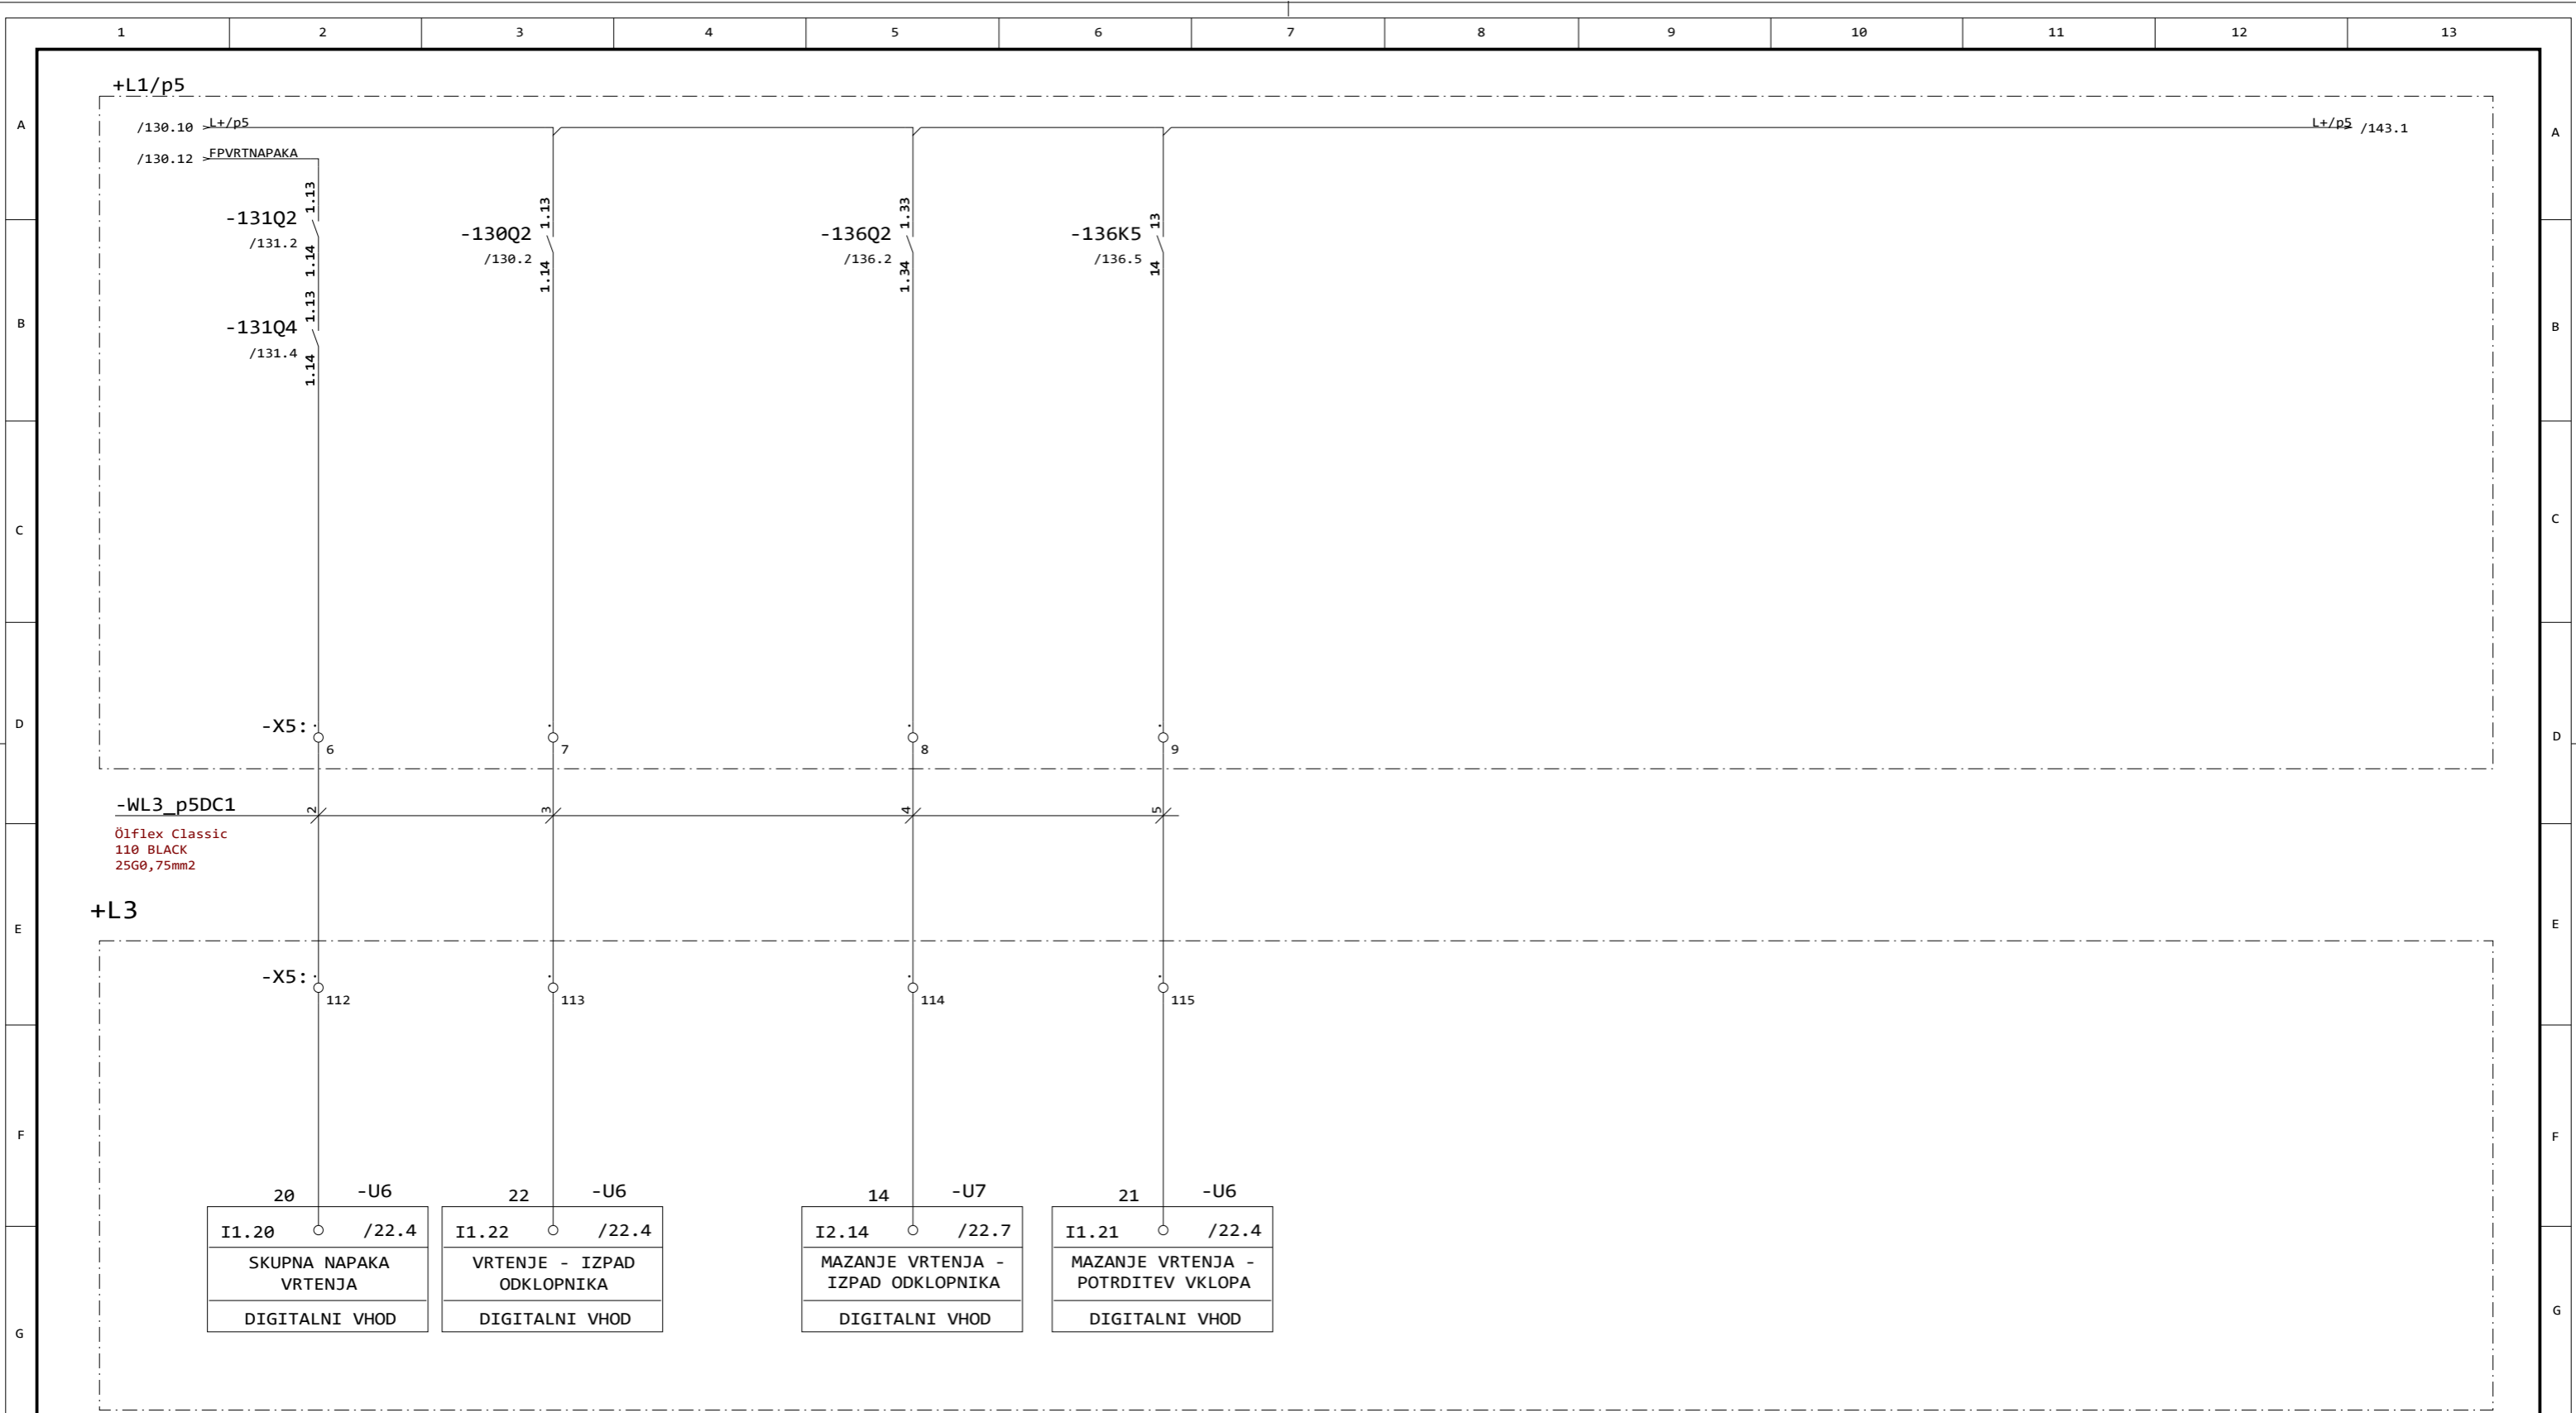 1 2 3 4 5 6 7 8 9 10 11 12 13
+L1/p5
A A
/130.10 L+/p5 L+/p5 /143.1
/130.12 FPVRTNAPAKA
1.13 1.13 1.33 13
-131Q2 -130Q2 -136Q2 -136K5
/131.2 /130.2 /136.2 /136.5
1.14 1.14 1.34 14
1.13
-131Q4
B B
/131.4
1.14
C C
D D
-X5:
6 7 8 9
-WL3_p5DC1 2 3 4 5
Ölflex Classic
110 BLACK
25G0,75mm2
+L3
E E
-X5:
112 113 114 115
F F
20 -U6 22 -U6 14 -U7 21 -U6
I1.20 /22.4 I1.22 /22.4 I2.14 /22.7 I1.21 /22.4
SKUPNA NAPAKA
VRTENJA
DIGITALNI VHOD
VRTENJE - IZPAD
ODKLOPNIKA
DIGITALNI VHOD
MAZANJE VRTENJA -
IZPAD ODKLOPNIKA
DIGITALNI VHOD
MAZANJE VRTENJA -
POTRDITEV VKLOPA
DIGITALNI VHOD
G G